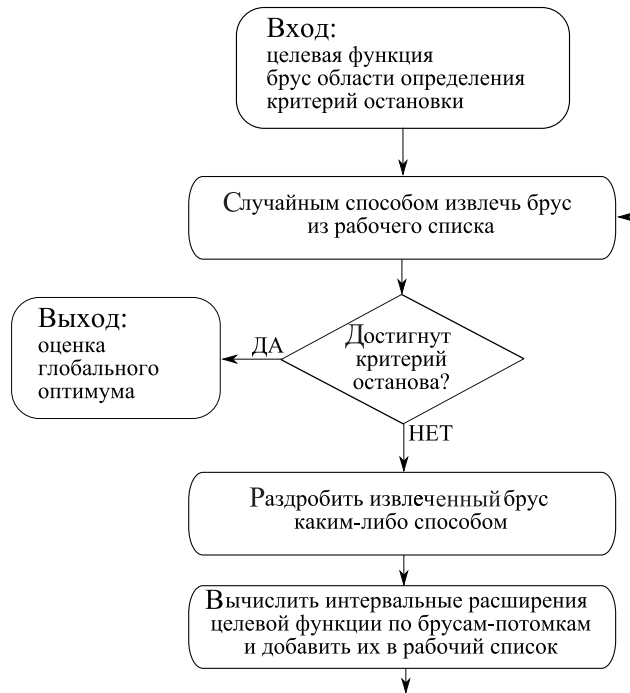 Вход:
целевая функция
брус области определения
критерий остановки
Случайным способом извлечь брус
из рабочего списка
Достигнут
критерий
останова?
ДА
Выход:
оценка
глобального
оптимума
НЕТ
Раздробить извлеченный брус
каким-либо способом
Вычислить интервальные расширения
целевой функции по брусам-потомкам
и добавить их в рабочий список